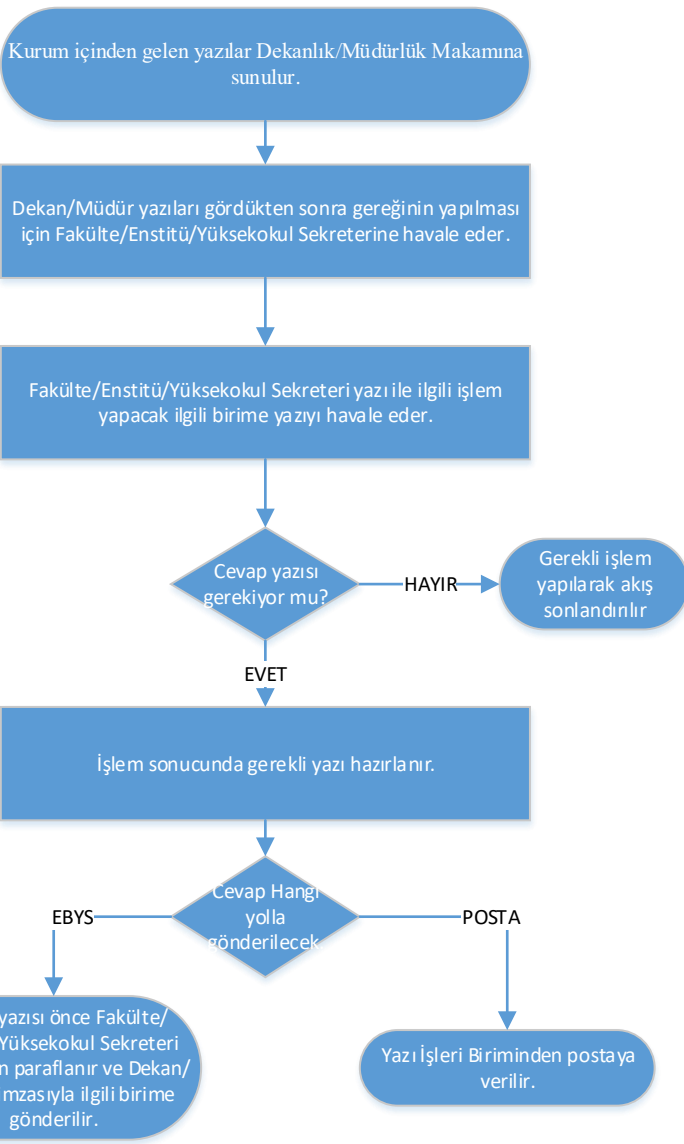 Kurum içinden gelen yazılar Dekanlık/Müdürlük Makamına
sunulur.
Dekan/Müdür yazıları gördükten sonra gereğinin yapılması
için Fakülte/Enstitü/Yüksekokul Sekreterine havale eder.
Fakülte/Enstitü/Yüksekokul Sekreteri yazı ile ilgili işlem
yapacak ilgili birime yazıyı havale eder.
Cevap yazısı
gerekiyor mu?
HAYIR
Gerekli işlem
yapılarak akış
sonlandırılır
EVET
İşlem sonucunda gerekli yazı hazırlanır.
Cevap Hangi
yolla
gönderilecek
EBYS
POSTA
yazısı önce Fakülte/
Yüksekokul Sekreteri
paraflanır ve Dekan/
ilgili birime
gönderilir.
Yazı İşleri Biriminden postaya
verilir.